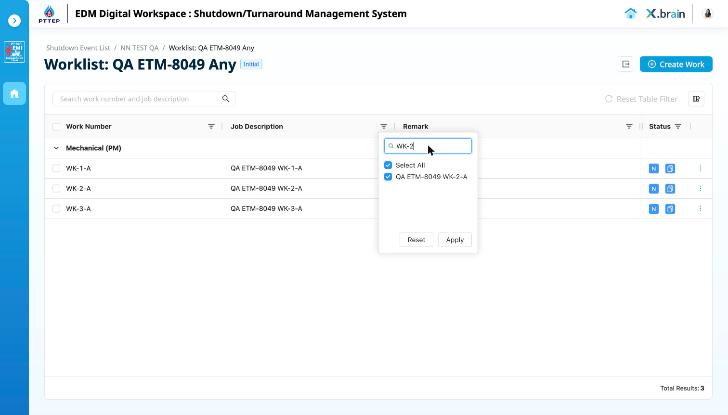 PTTEP
EDM Digital Workspace : Shutdown/Turnaround Management System
X.brain
Shutdown Event List / NN TEST QA / Worklist: QA ETM-8049 Any
Worklist: QA ETM-8049 Any
Initial
Create Work
Search work number and job description
Reset Table Filter
Work Number
Job Description
Remark
Status
Mechanical (PM)
WK-1-A
QA ETM-8049 WK-1-A
N
WK-2-A
QA ETM-8049 WK-2-A
N
WK-3-A
QA ETM-8049 WK-3-A
N
WK-2
Select All
QA ETM-8049 WK-2-A
Reset
Apply
Total Results: 3